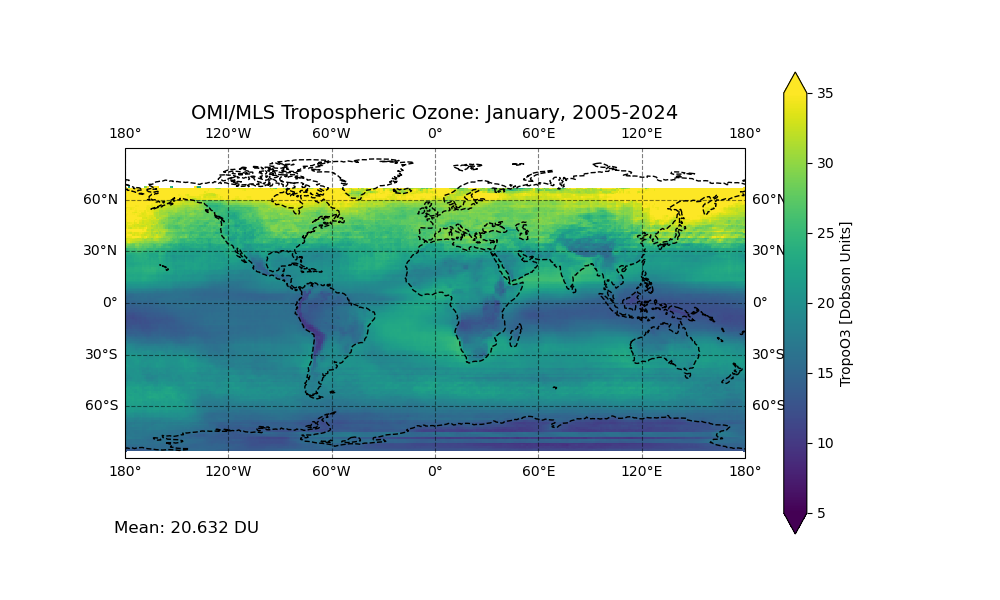 OMI/MLS Tropospheric Ozone: January, 2005-2024
180° 120°W 60°W 0° 60°E 120°E 180°
60°N 60°N
30°N 30°N
0° 0°
30°S 30°S
60°S 60°S
180° 120°W 60°W 0° 60°E 120°E 180°
35
30
25
20
15
10
5
TropoO3 [Dobson Units]
Mean: 20.632 DU